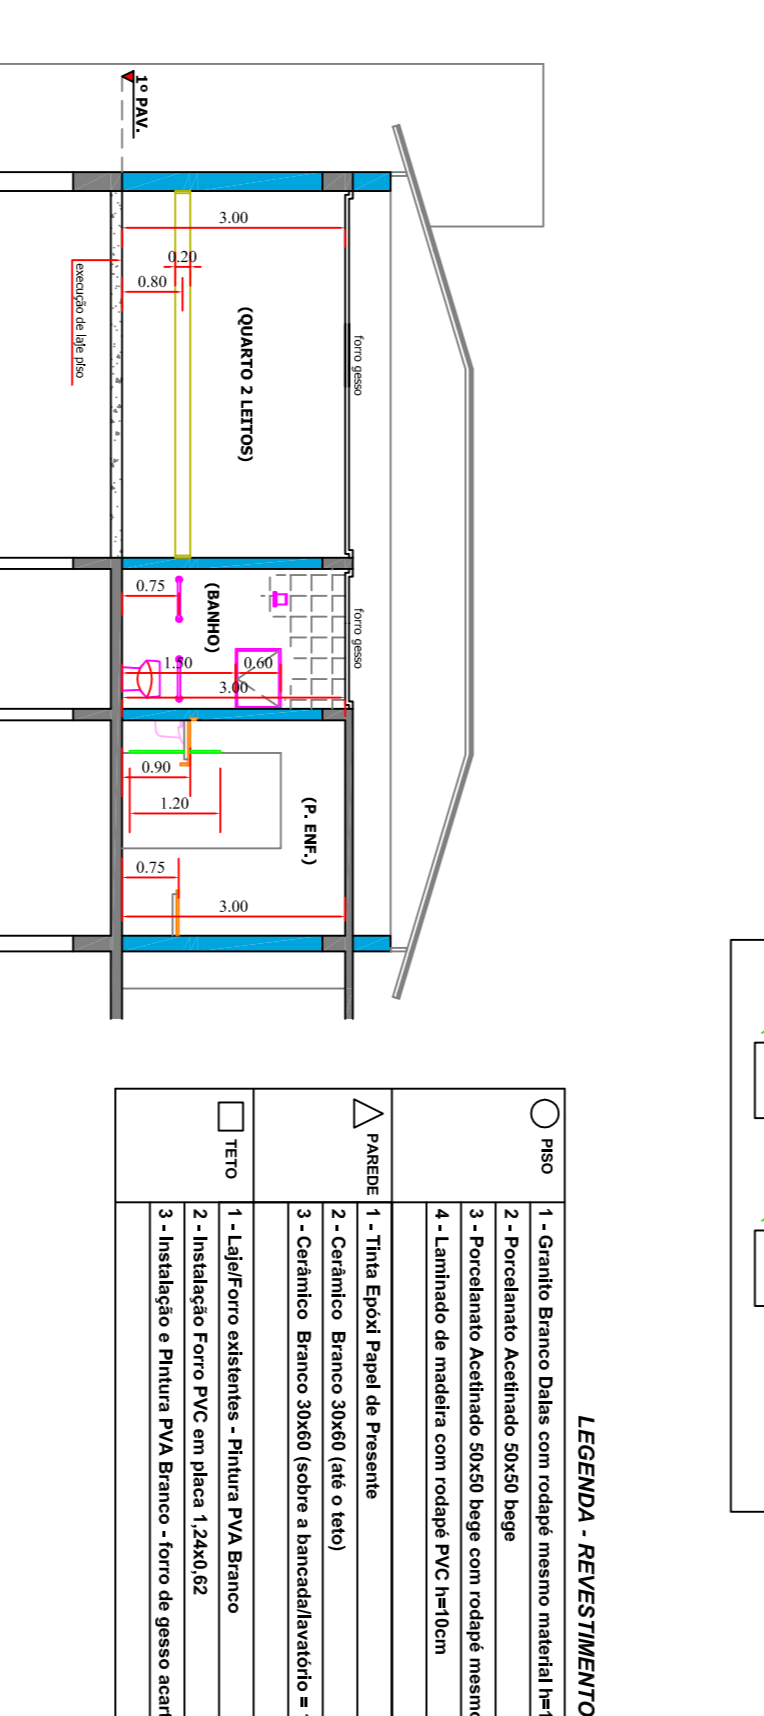 1º PAV.
3.00
0.20
0.80
execução de laje piso
(QUARTO 2 LEITOS)
forro gesso
0.75
(BANHO)
forro gesso
1.50
0.60
3.00
0.90
1.20
(P. ENF.)
0.75
3.00
LEGENDA - REVESTIMENTO
PISO
1 - Granito Branco Dalas com rodapé mesmo material h=1
2 - Porcelanato Acetinado 50x50 bege
3 - Porcelanato Acetinado 50x50 bege com rodapé mesmo
4 - Laminado de madeira com rodapé PVC h=10cm
PAREDE
1 - Tinta Epóxi Papel de Presente
2 - Cerâmico Branco 30x60 (até o teto)
3 - Cerâmico Branco 30x60 (sobre a bancada/lavatório =
TETO
1 - Laje/Forro existentes - Pintura PVA Branco
2 - Instalação Forro PVC em placa 1,24x0,62
3 - Instalação e PIntura PVA Branco - forro de gesso acart